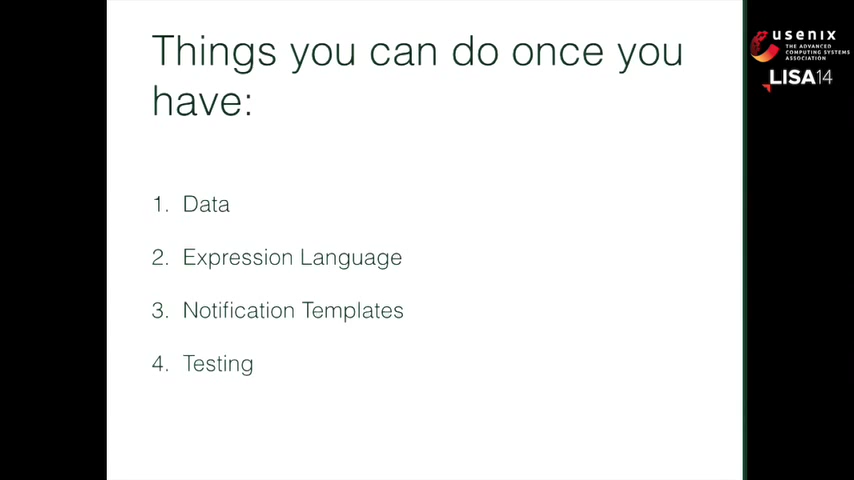 Things you can do once you
have:
1. Data
2. Expression Language
3. Notification Templates
4. Testing
usenix
THE ADVANCED
COMPUTING SYSTEMS
ASSOCIATION
LISA14